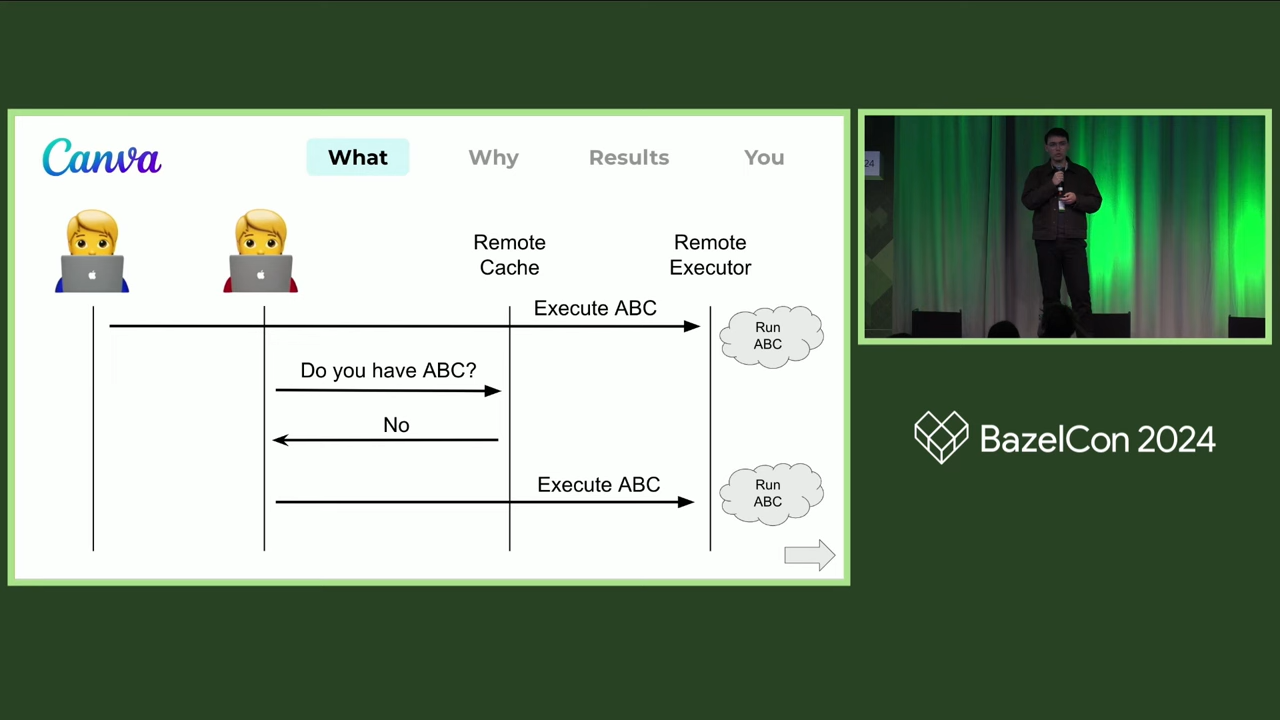 Canva
What
Why
Results
You
Remote
Cache
Remote
Executor
Execute ABC
Run
ABC
Do you have ABC?
No
Execute ABC
Run
ABC
24
BazelCon 2024